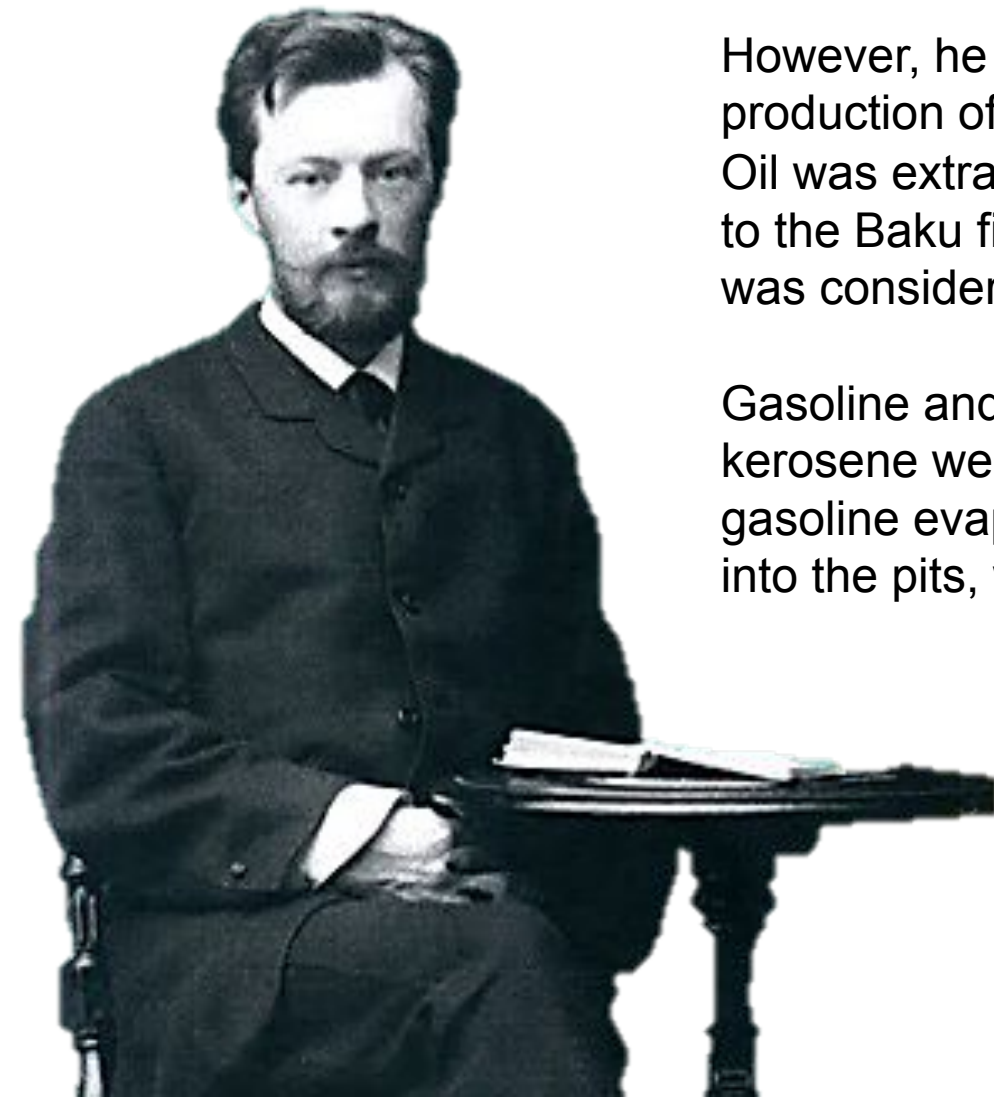 However, he
production of
Oil was extra
to the Baku fi
was consider
Gasoline and
kerosene we
gasoline eva
into the pits,